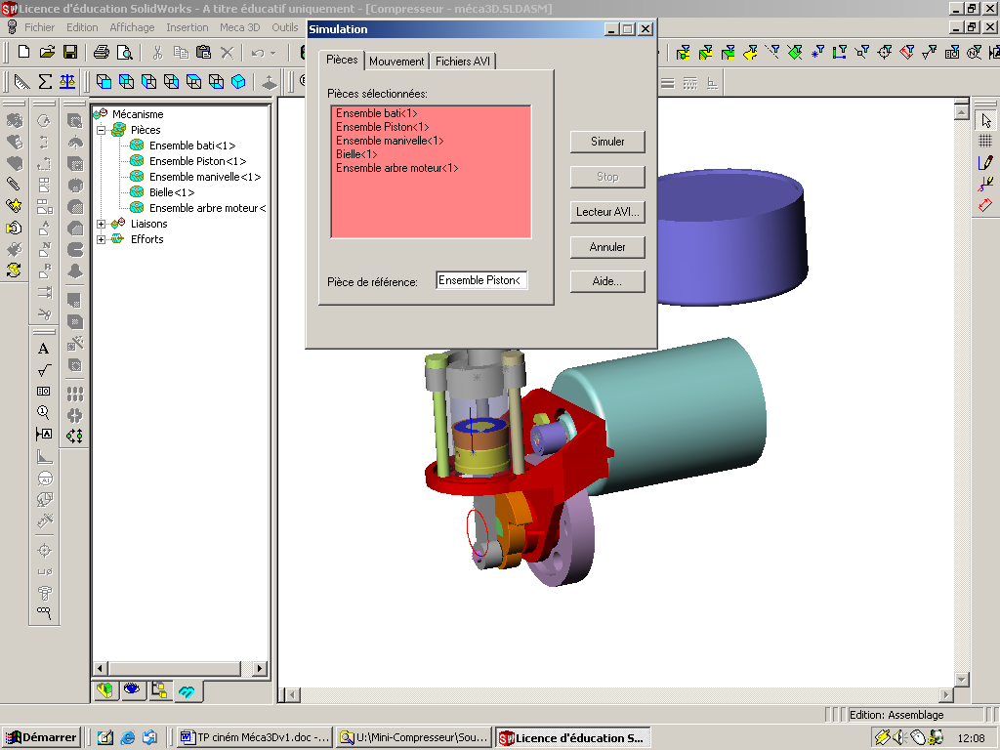 Licence d'éducation SolidWorks - A titre éducatif uniquement - [Compresseur - méca3D.SLDASM]
Fichier Edition Affichage Insertion Meca 3D Outils
Simulation
Pièces Mouvement Fichiers AVI
Pièces sélectionnées:
Ensemble bati<1>
Ensemble Piston<1>
Ensemble manivelle<1>
Bielle<1>
Ensemble arbre moteur<1>
Simuler
Stop
Lecteur AVI...
Annuler
Aide...
Pièce de référence: Ensemble Piston<
Mécanisme
Pièces
Ensemble bati<1>
Ensemble Piston<1>
Ensemble manivelle<1>
Bielle<1>
Ensemble arbre moteur<
Liaisons
Efforts
Edition: Assemblage
Démarrer
TP ciném Méca3Dv1.doc -...
U:\Mini-Compresseur\Sou...
Licence d'éducation S...
12:08